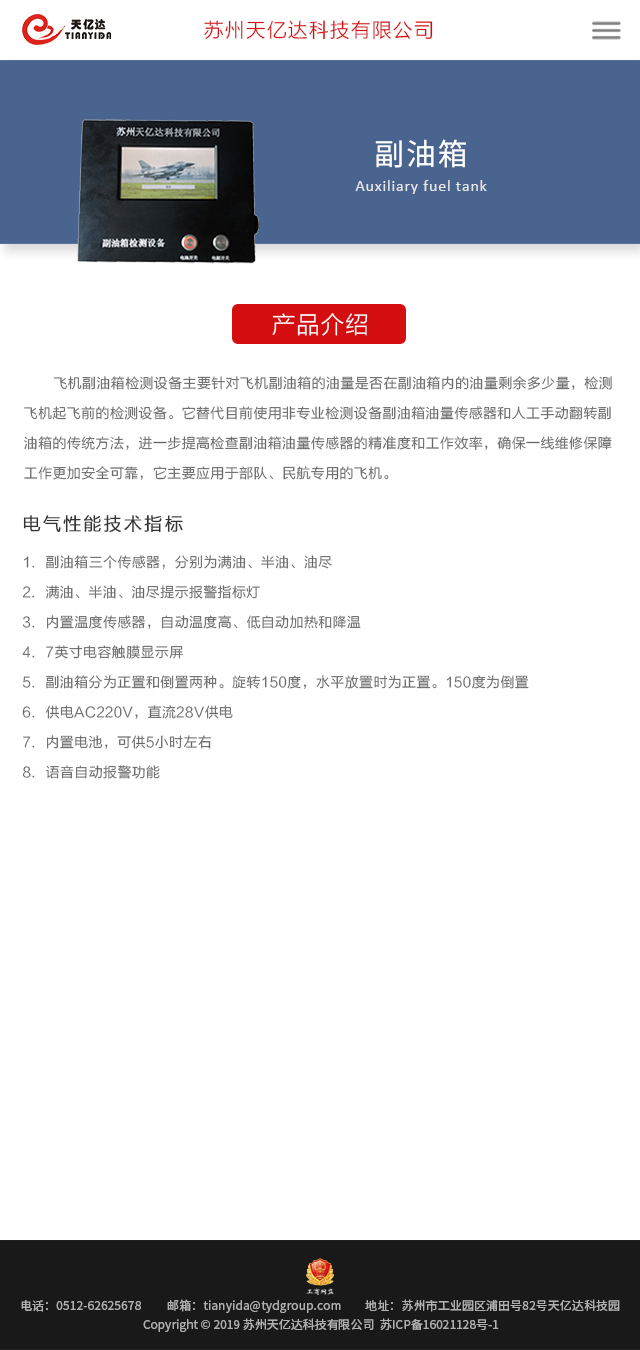 天亿达
TIANYIDA
苏州天亿达科技有限公司
苏州天亿达科技有限公司
副油箱检测设备
电源开关
电磁开关
副油箱
Auxiliary fuel tank
产品介绍
飞机副油箱检测设备主要针对飞机副油箱的油量是否在副油箱内的油量剩余多少量，检测
飞机起飞前的检测设备。它替代目前使用非专业检测设备副油箱油量传感器和人工手动翻转副
油箱的传统方法，进一步提高检查副油箱油量传感器的精准度和工作效率，确保一线维修保障
工作更加安全可靠，它主要应用于部队、民航专用的飞机。
电气性能技术指标
1. 副油箱三个传感器，分别为满油、半油、油尽
2. 满油、半油、油尽提示报警指标灯
3. 内置温度传感器，自动温度高、低自动加热和降温
4. 7英寸电容触膜显示屏
5. 副油箱分为正置和倒置两种。旋转150度，水平放置时为正置。150度为倒置
6. 供电AC220V，直流28V供电
7. 内置电池，可供5小时左右
8. 语音自动报警功能
工商网监
电话：0512-62625678 邮箱：tianyida@tydgroup.com 地址：苏州市工业园区浦田号82号天亿达科技园
Copyright © 2019 苏州天亿达科技有限公司 苏ICP备16021128号-1